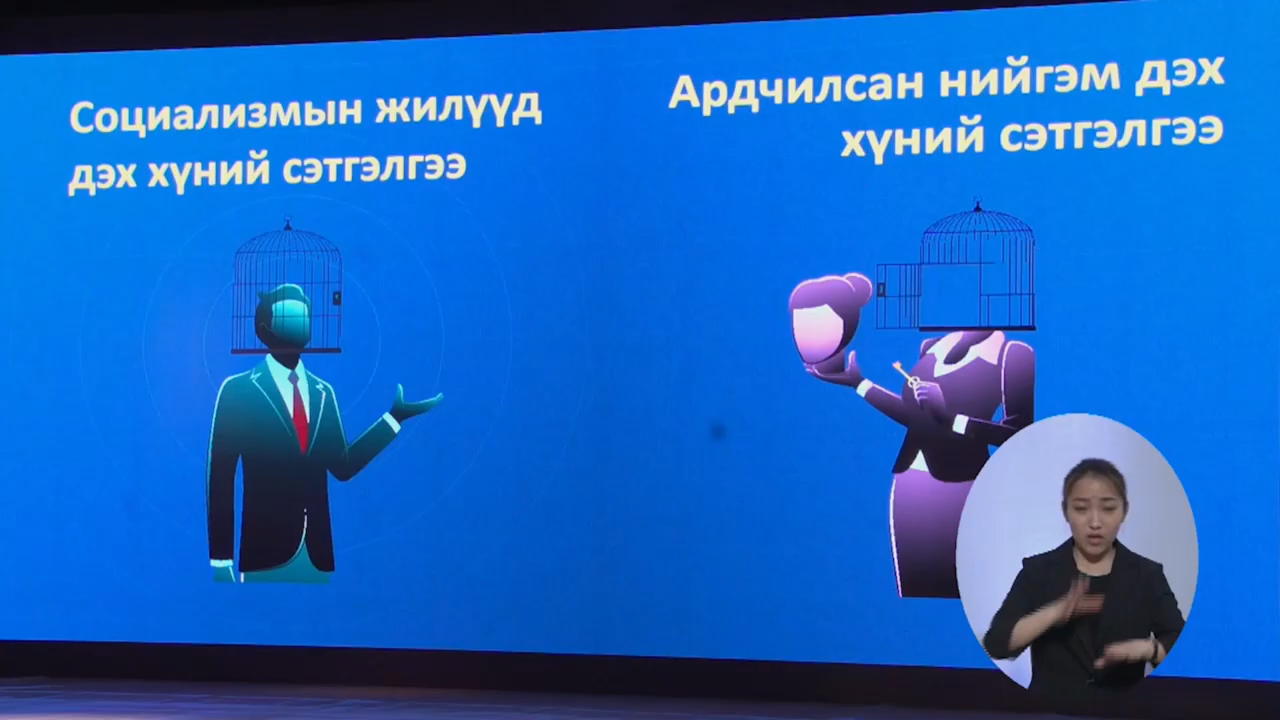 Социализмын жилүүд
дэх хүний сэтгэлгээ
Ардчилсан нийгэм дэх
хүний сэтгэлгээ